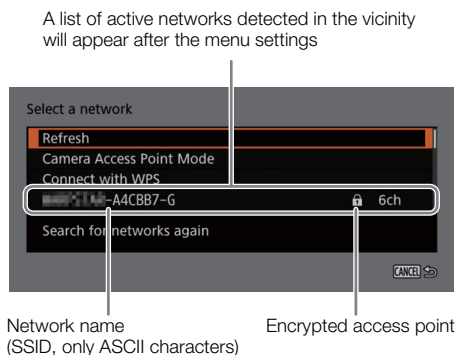 A list of active networks detected in the vicinity
will appear after the menu settings
Select a network
Refresh
Camera Access Point Mode
Connect with WPS
-A4CBB7-G 6ch
Search for networks again
CANCEL
Network name
(SSID, only ASCII characters)
Encrypted access point